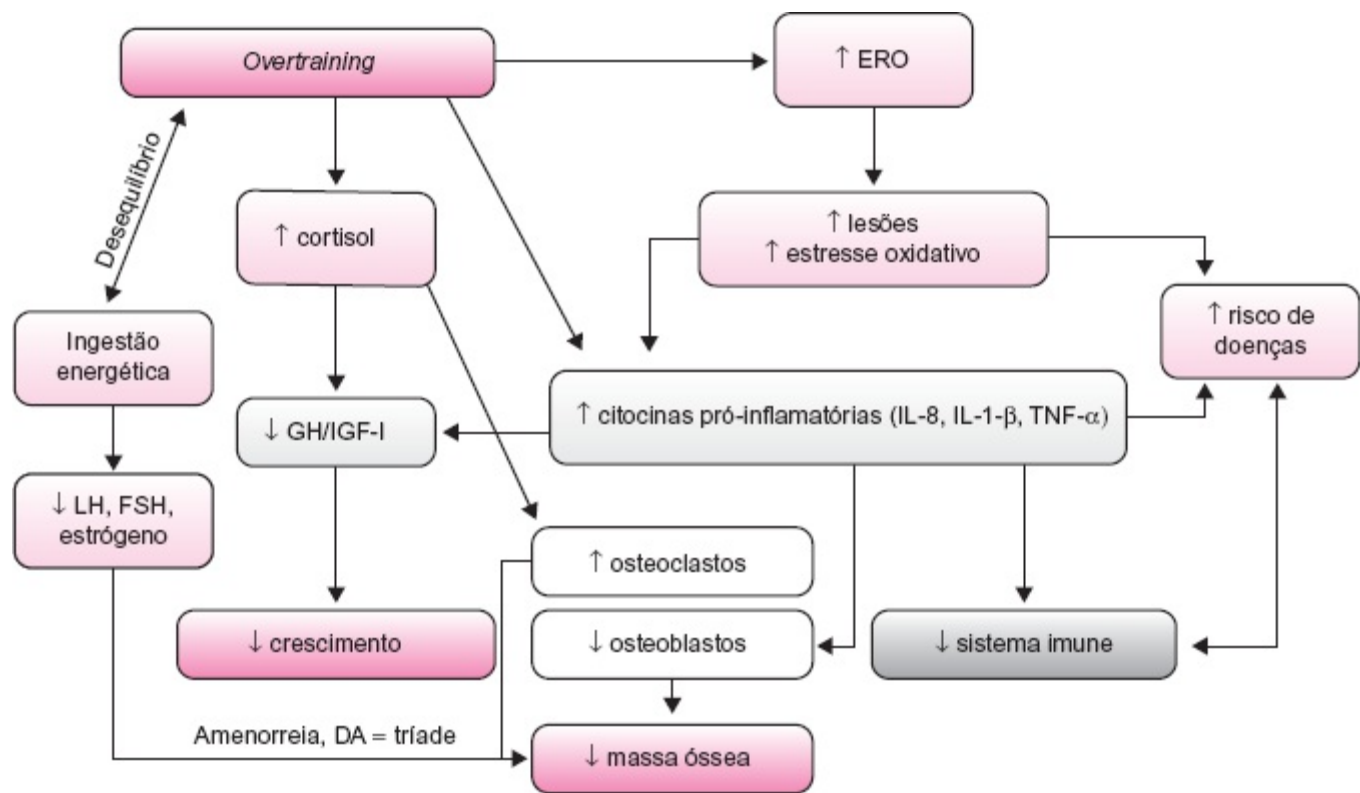 Overtraining
↑ ERO
Desequilíbrio
↑ cortisol
↑ lesões
↑ estresse oxidativo
Ingestão
energética
↑ risco de
doenças
↓ GH/IGF-I
↑ citocinas pró-inflamatórias (IL-8, IL-1-β, TNF-α)
↓ LH, FSH,
estrógeno
↑ osteoclastos
↓ crescimento
↓ osteoblastos
↓ sistema imune
Amenorreia, DA = tríade
↓ massa óssea